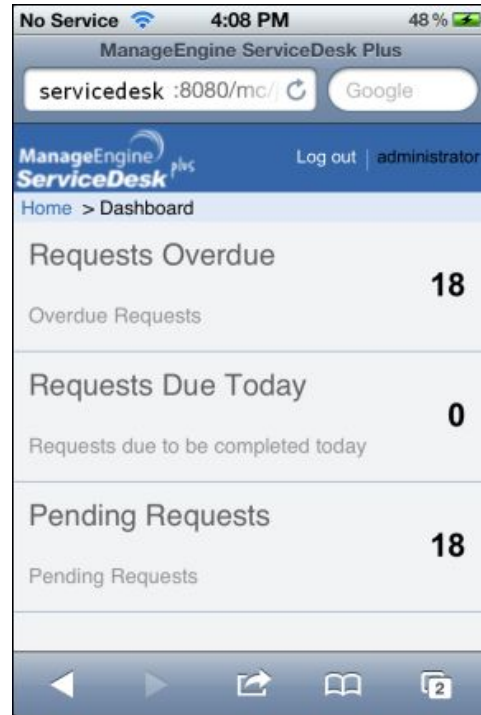 No Service 4:08 PM 48 %
ManageEngine ServiceDesk Plus
servicedesk :8080/mc/ Google
ManageEngine
ServiceDesk plus Log out | administrator
Home > Dashboard
Requests Overdue
18
Overdue Requests
Requests Due Today
0
Requests due to be completed today
Pending Requests
18
Pending Requests
2